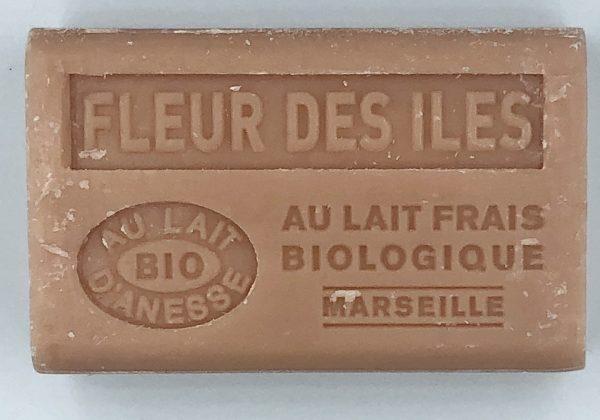 FLEUR DES ILES
AU LAIT
BIO
D'ANESSE
AU LAIT FRAIS
BIOLOGIQUE
MARSEILLE